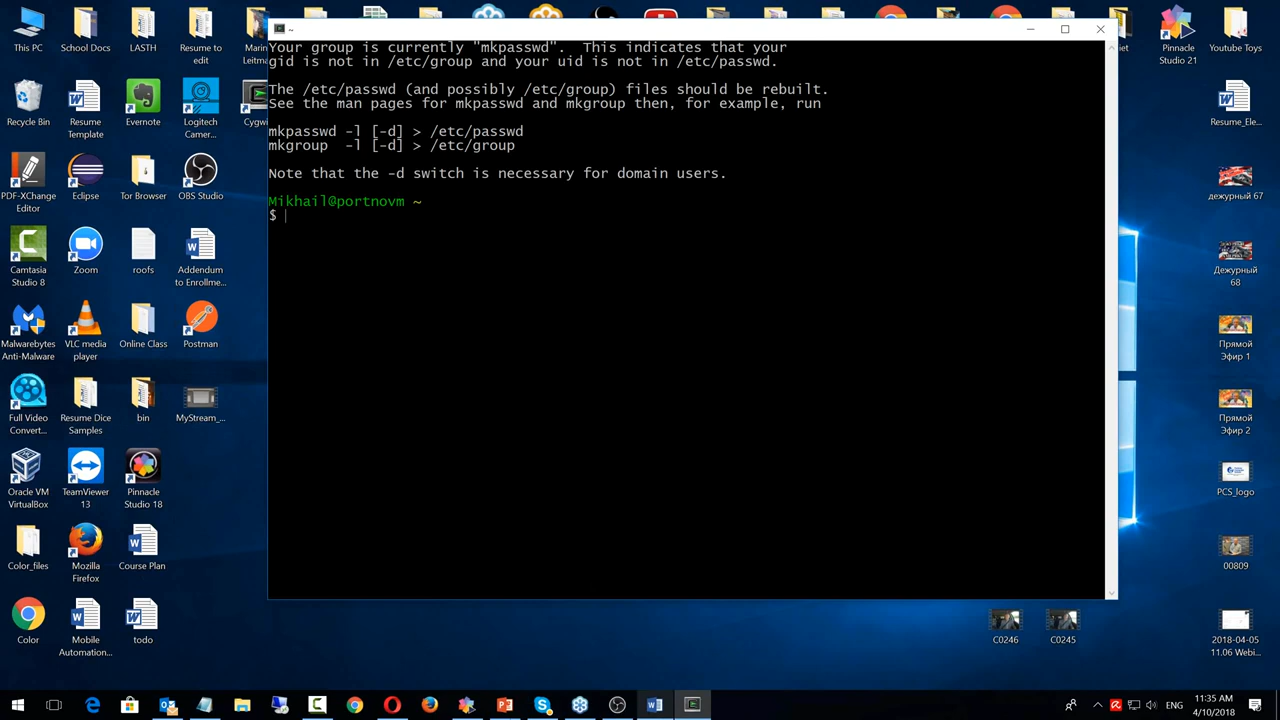 ~
Your group is currently "mkpasswd".  This indicates that your
gid is not in /etc/group and your uid is not in /etc/passwd.
The /etc/passwd (and possibly /etc/group) files should be rebuilt.
See the man pages for mkpasswd and mkgroup then, for example, run
mkpasswd -l [-d] > /etc/passwd
mkgroup  -l [-d] > /etc/group
Note that the -d switch is necessary for domain users.
Mikhail@portnovm ~
$
This PC
School Docs
LASTH
Resume to
edit
Marin
Leitma
Recycle Bin
Resume
Template
Evernote
Logitech
Camer...
Cygwi
PDF-XChange
Editor
Eclipse
Tor Browser
OBS Studio
Camtasia
Studio 8
Zoom
roofs
Addendum
to Enrollme...
Malwarebytes
Anti-Malware
VLC media
player
Online Class
Postman
Full Video
Convert...
Resume Dice
Samples
bin
MyStream_...
Oracle VM
VirtualBox
TeamViewer
13
Pinnacle
Studio 18
Color_files
Mozilla
Firefox
Course Plan
Color
Mobile
Automation...
todo
Pinnacle
Studio 21
Youtube Toys
Resume_Ele...
дежурный 67
Дежурный
68
Прямой
Эфир 1
Прямой
Эфир 2
PCS_logo
00809
C0246
C0245
2018-04-05
11.06 Webi...
ENG
11:35 AM
4/10/2018